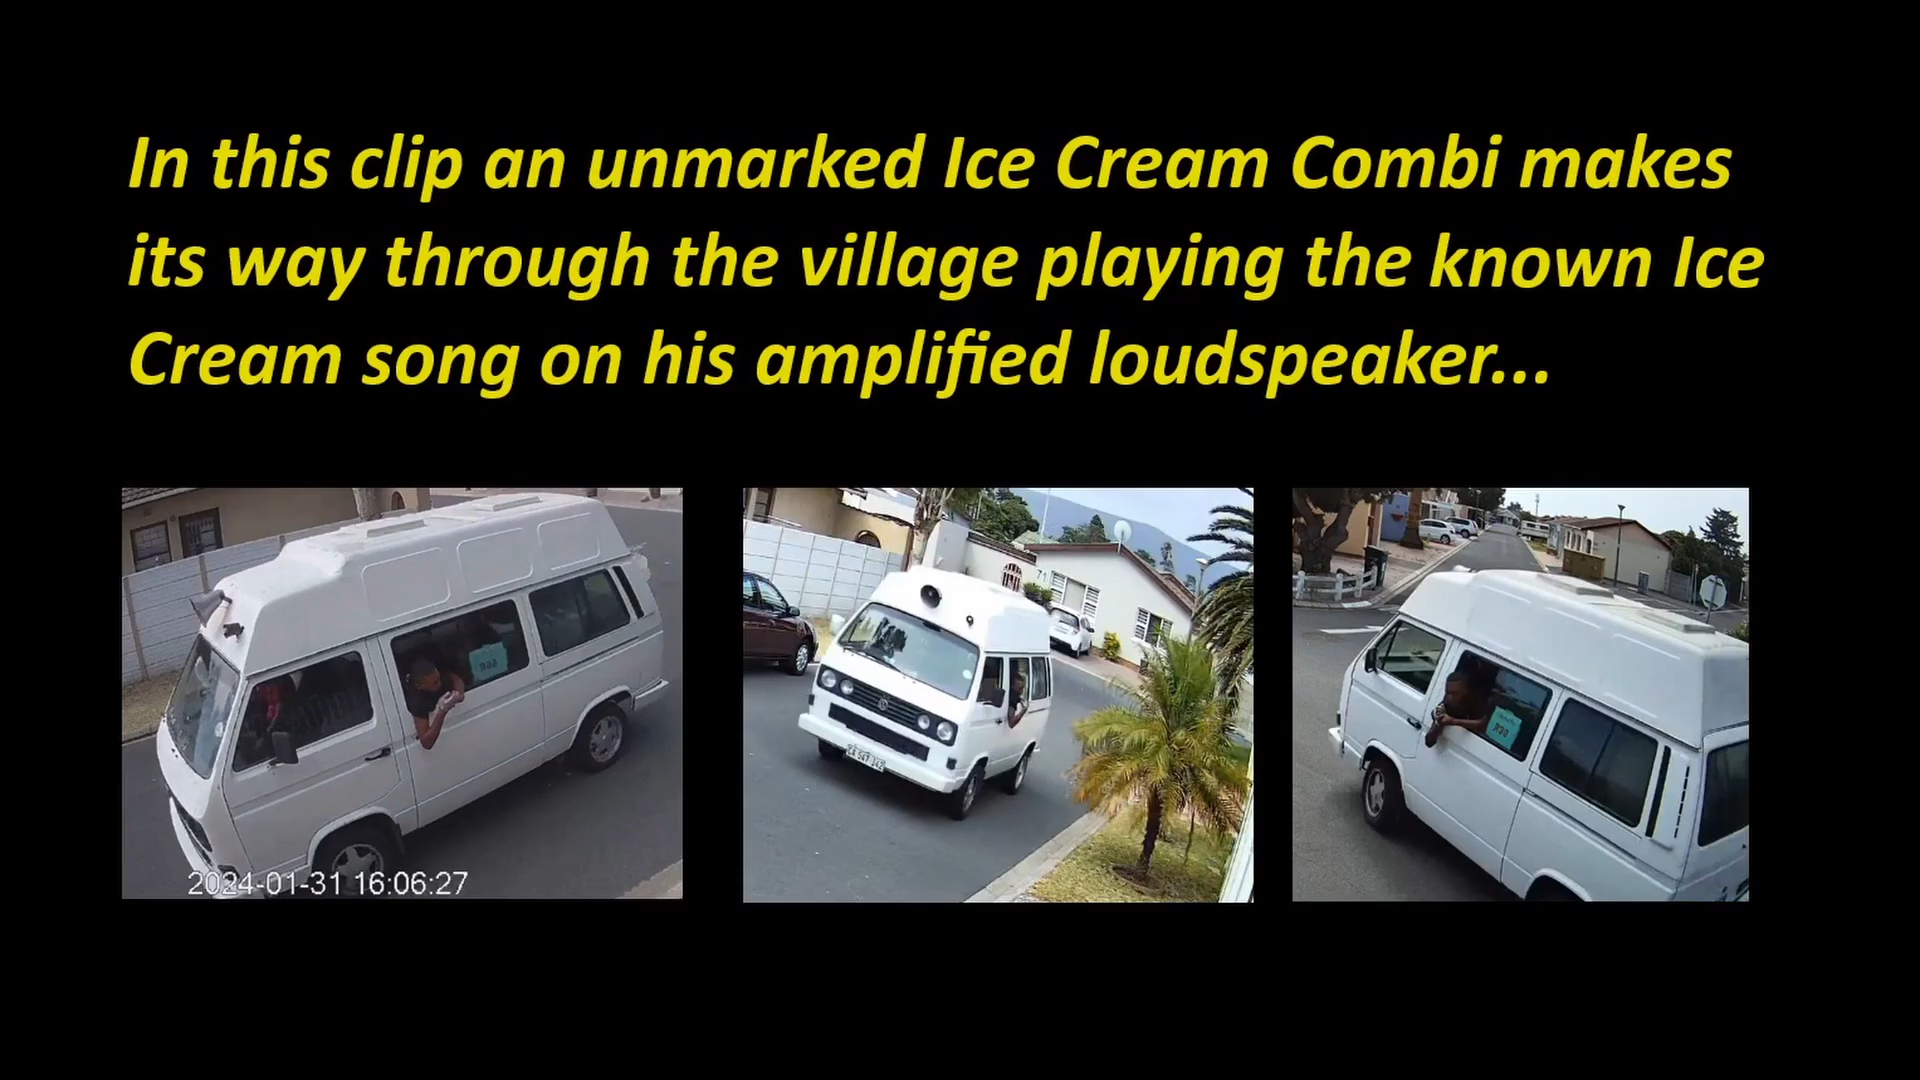 In this clip an unmarked Ice Cream Combi makes
its way through the village playing the known Ice
Cream song on his amplified loudspeaker...
2024-01-31 16:06:27
71